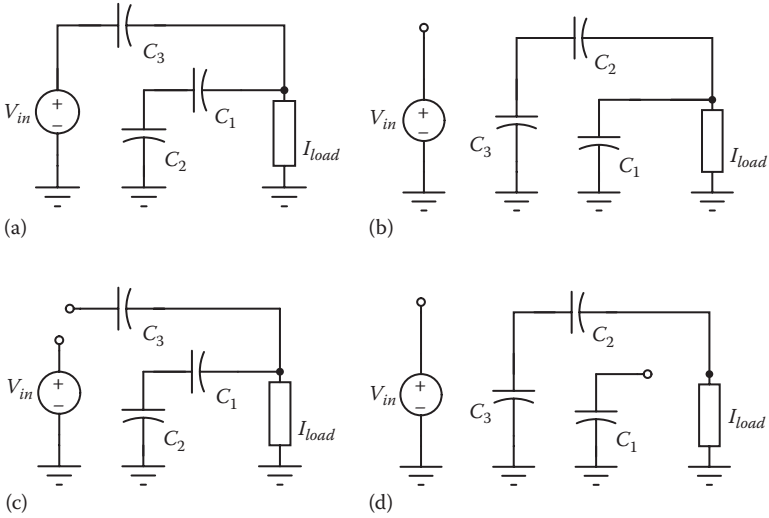 C3
Vin
+
−
C1
C2
Iload
(a)
C2
Vin
+
−
C3
C1
Iload
(b)
C3
Vin
+
−
C1
C2
Iload
(c)
C2
Vin
+
−
C3
C1
Iload
(d)